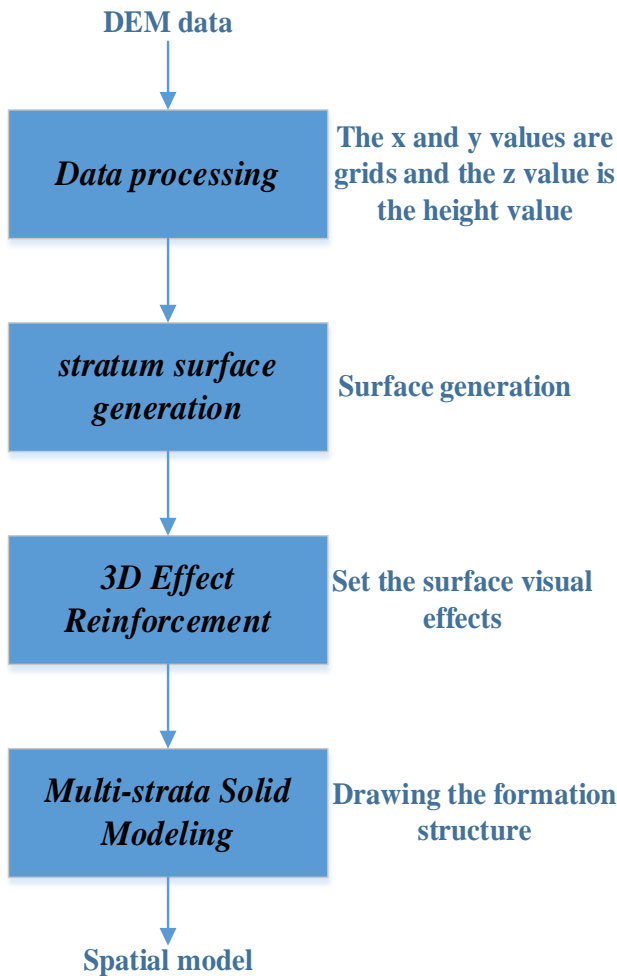 DEM data
Data processing
The x and y values are
grids and the z value is
the height value
stratum surface
generation
Surface generation
3D Effect
Reinforcement
Set the surface visual
effects
Multi-strata Solid
Modeling
Drawing the formation
structure
Spatial model